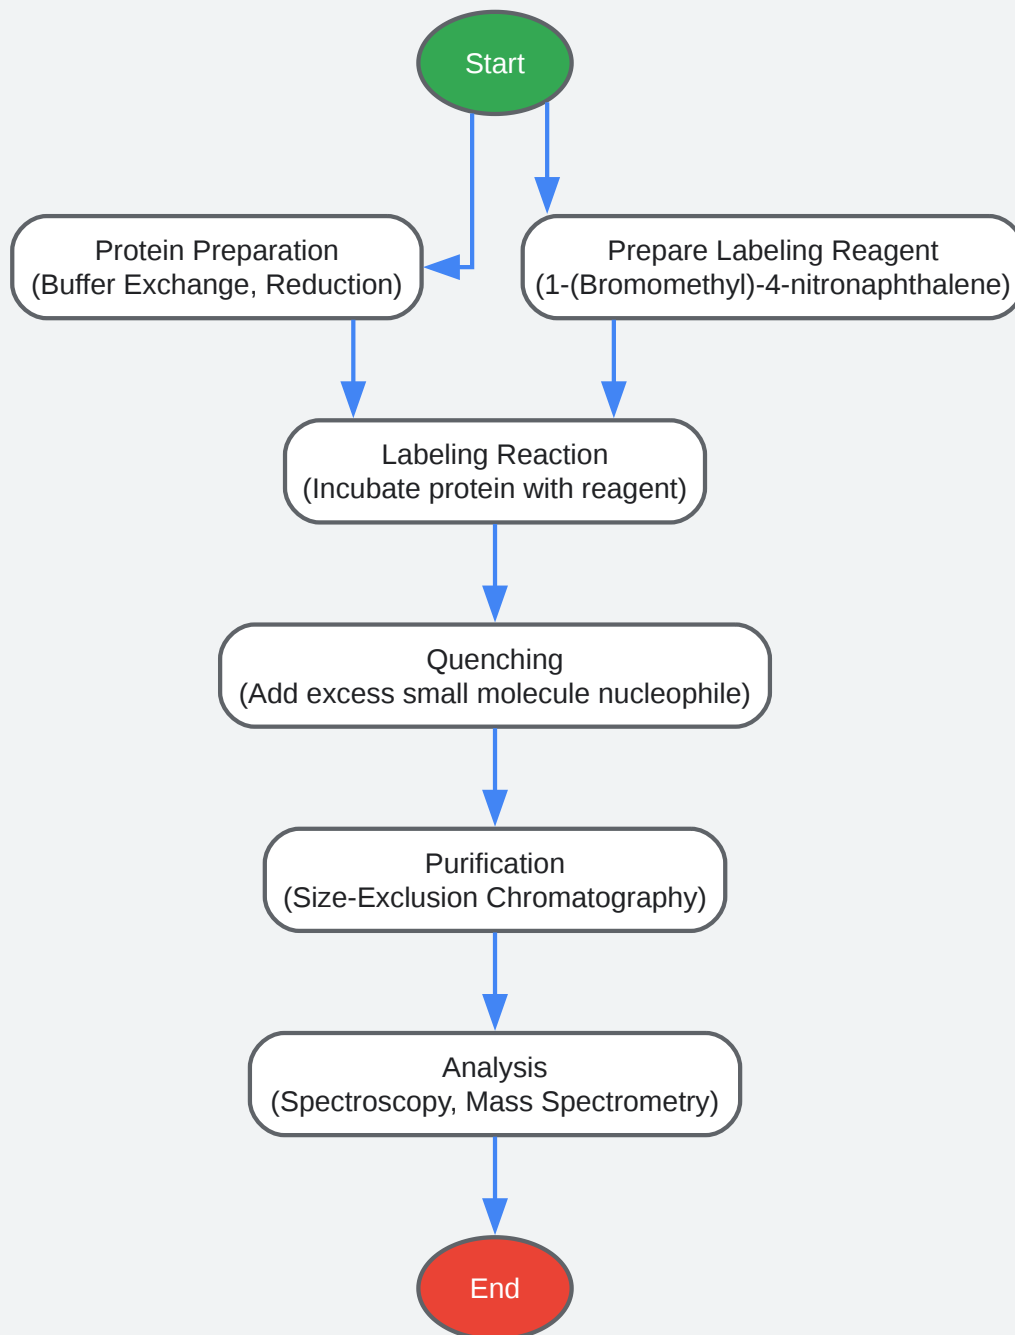 Start
Protein Preparation
(Buffer Exchange, Reduction)
Prepare Labeling Reagent
(1-(Bromomethyl)-4-nitronaphthalene)
Labeling Reaction
(Incubate protein with reagent)
Quenching
(Add excess small molecule nucleophile)
Purification
(Size-Exclusion Chromatography)
Analysis
(Spectroscopy, Mass Spectrometry)
End